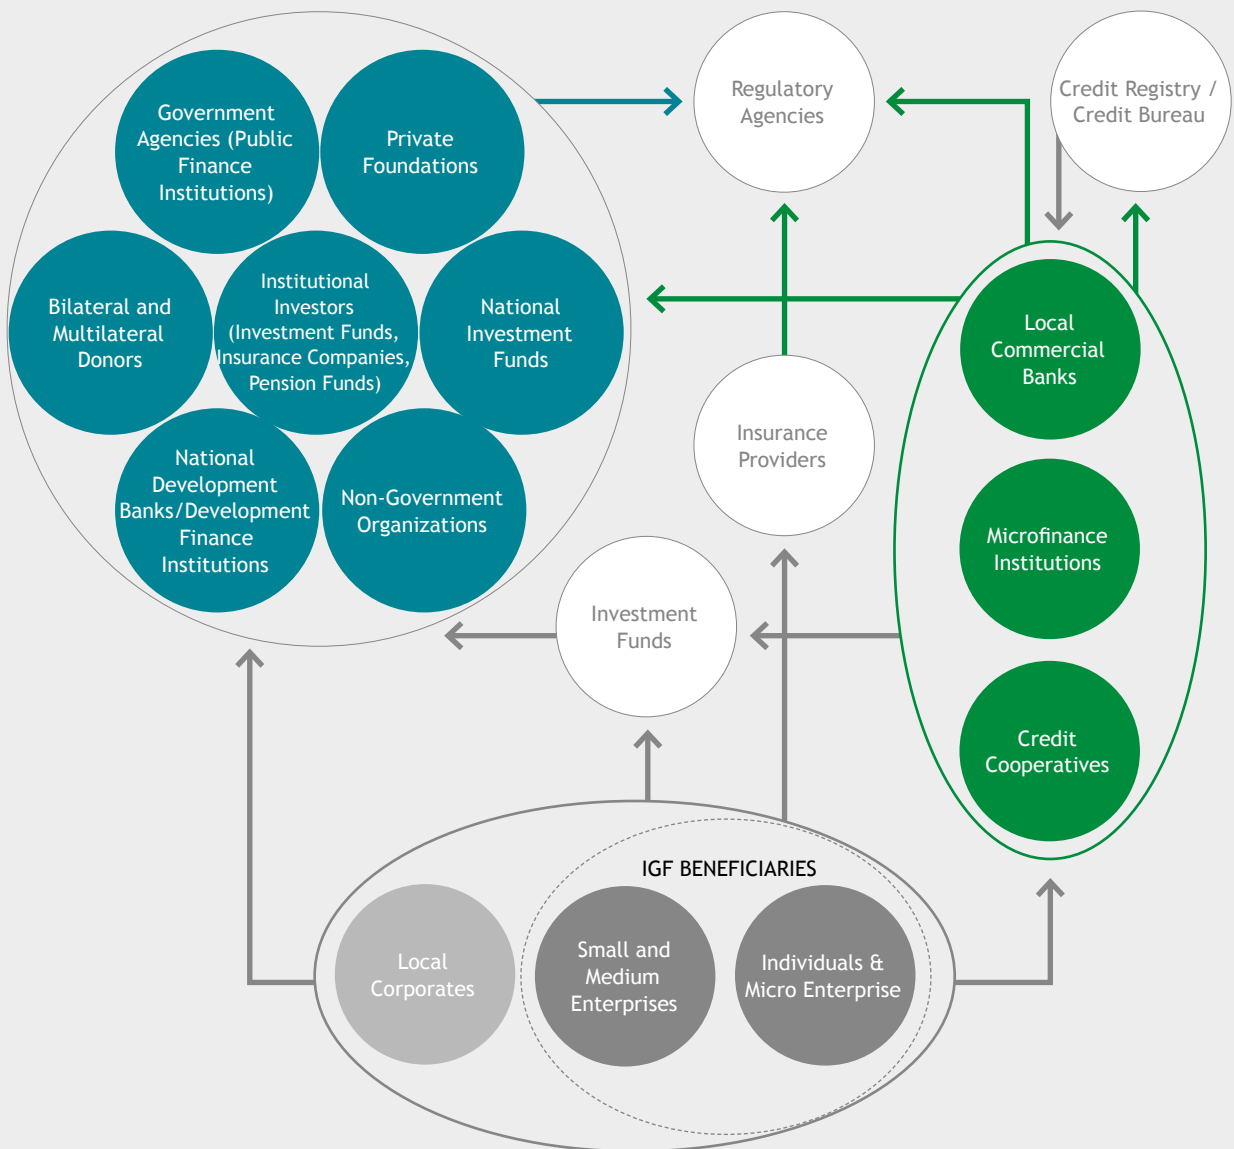 Government
Agencies (Public
Finance
Institutions)
Private
Foundations
Regulatory
Agencies
Credit Registry /
Credit Bureau
Bilateral and
Multilateral
Donors
Institutional
Investors
(Investment Funds,
Insurance Companies,
Pension Funds)
National
Investment
Funds
Local
Commercial
Banks
Insurance
Providers
National
Development
Banks/Development
Finance
Institutions
Non-Government
Organizations
Microfinance
Institutions
Investment
Funds
Credit
Cooperatives
IGF BENEFICIARIES
Local
Corporates
Small and
Medium
Enterprises
Individuals &
Micro Enterprise